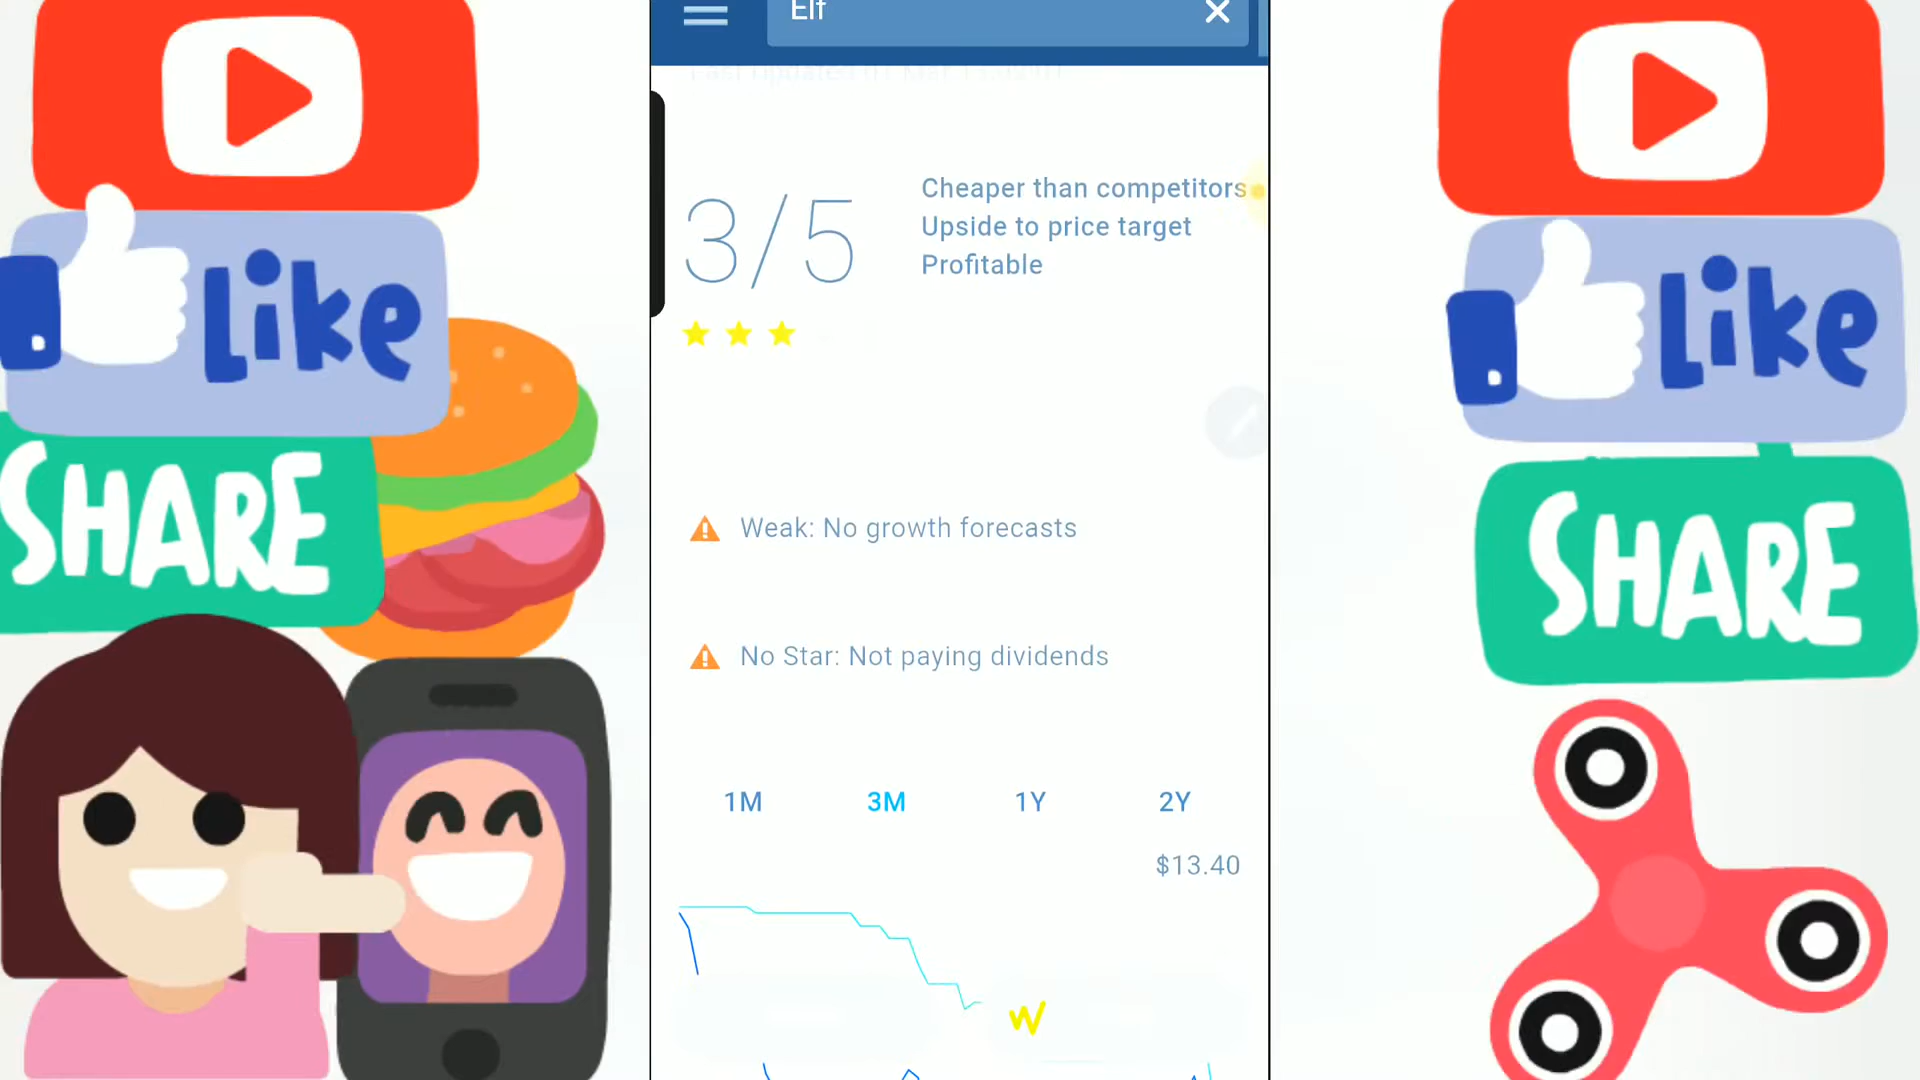 Elf
3/5
Cheaper than competitors
Upside to price target
Profitable
Weak: No growth forecasts
No Star: Not paying dividends
1M 3M 1Y 2Y
$13.40
Like
SHARE
Like
SHARE